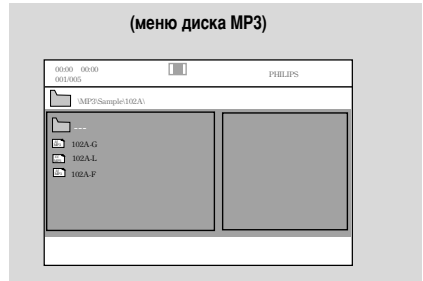 (меню диска MP3)
00:00 00:00
001/005
PHILIPS
\MP3\Sample\102A\
---
102A-G
102A-L
102A-F